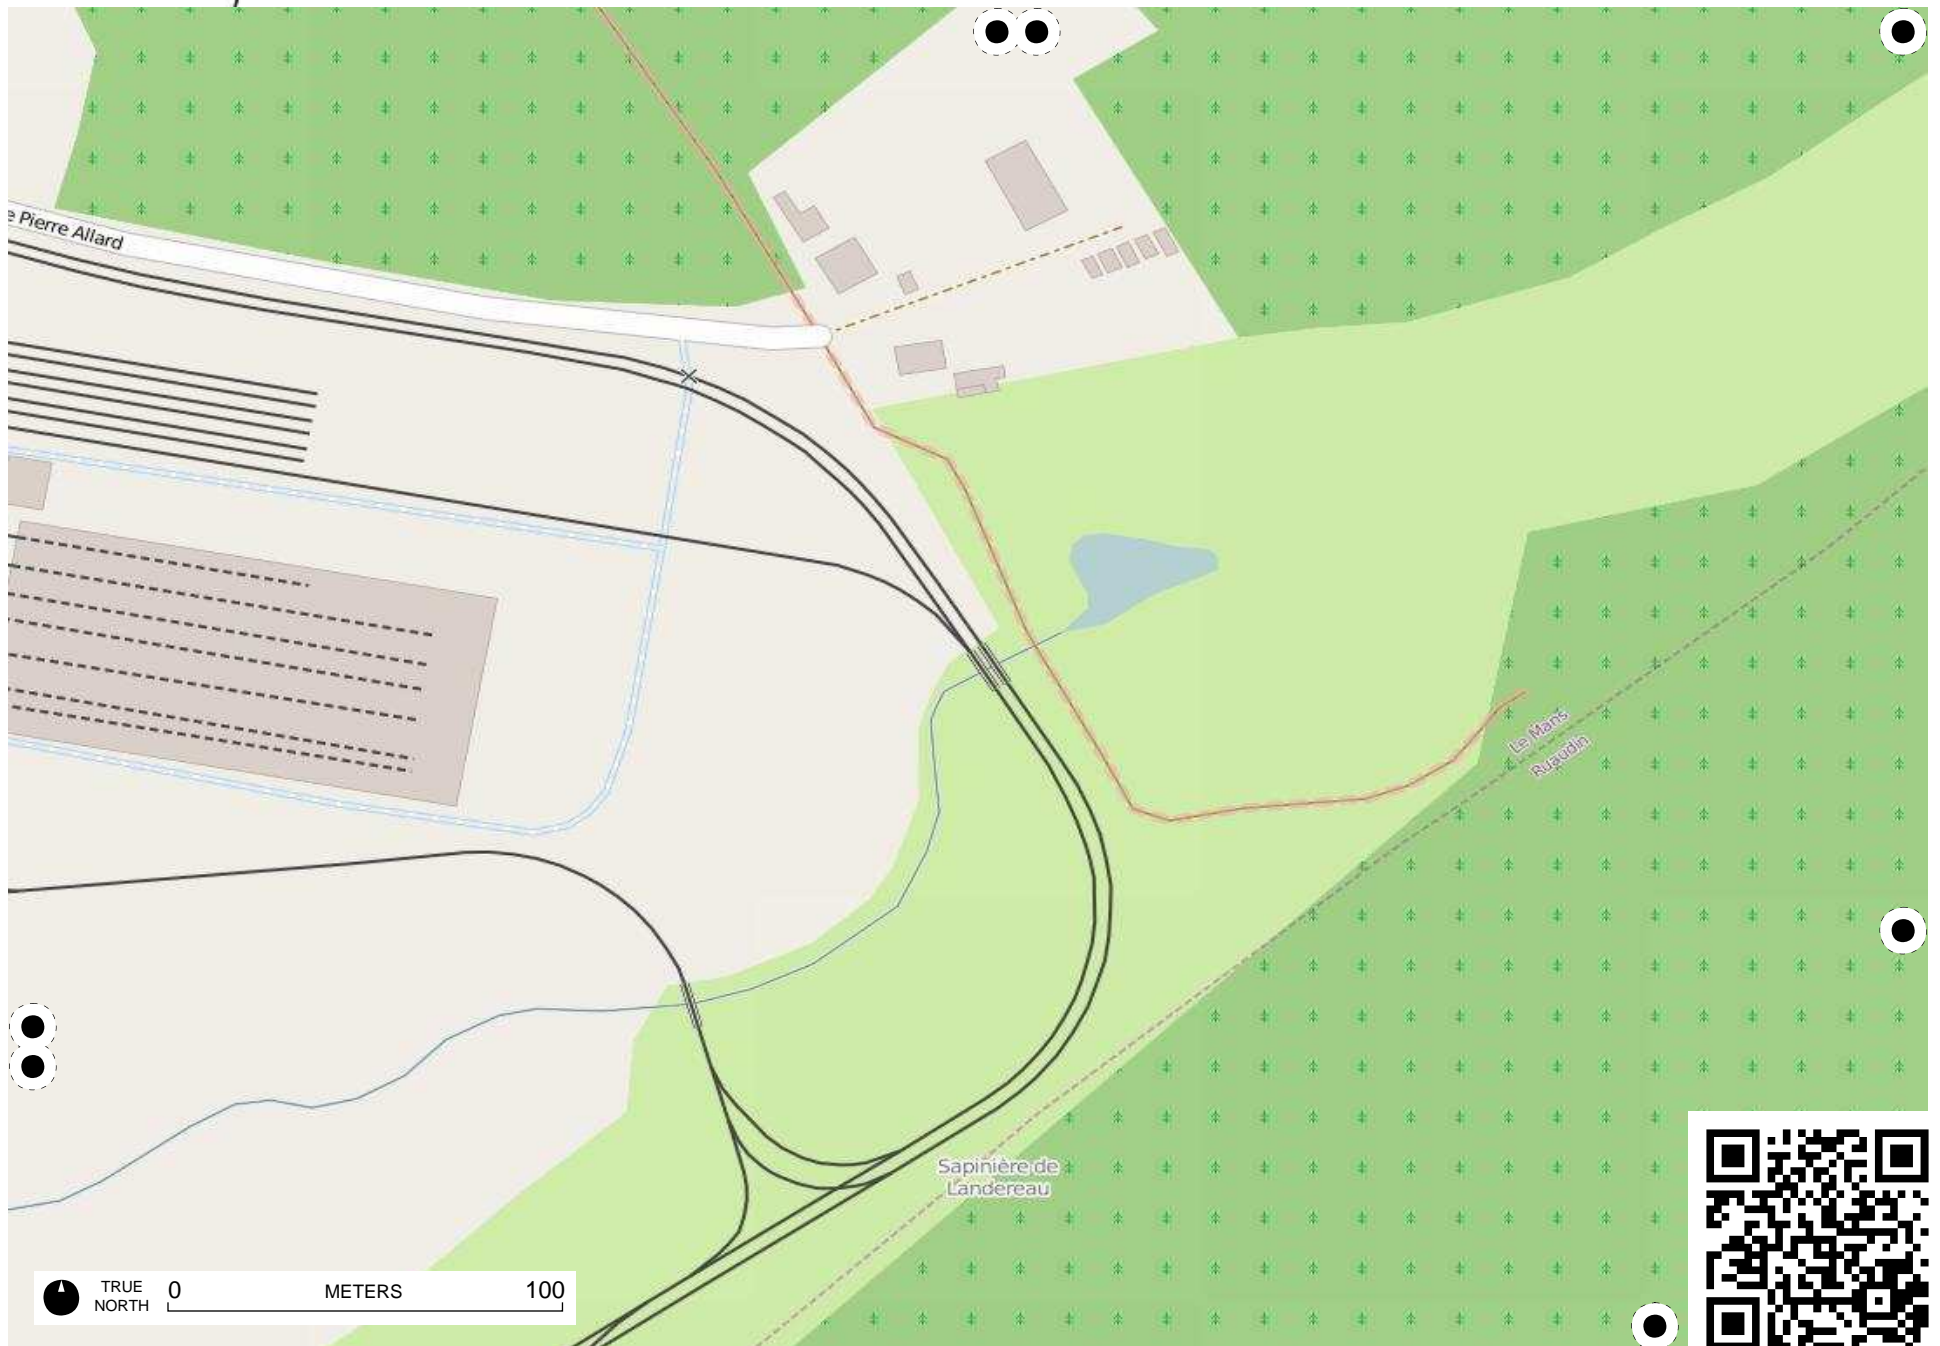 e Pierre Allard
Le Mans
Ruaudin
Sapinière de
Landereau
TRUE
NORTH
0 METERS 100